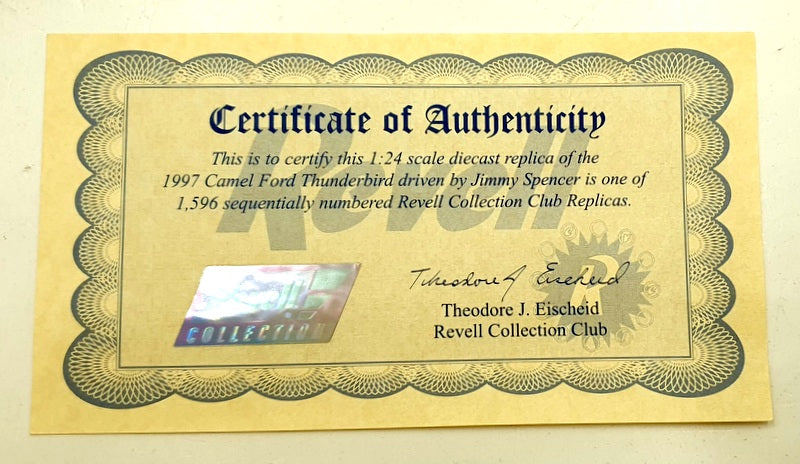 Certificate of Authenticity
This is to certify this 1:24 scale diecast replica of the
1997 Camel Ford Thunderbird driven by Jimmy Spencer is one of
1,596 sequentially numbered Revell Collection Club Replicas.
Revell
Theodore J Eischeid
COLLECTION
R
Theodore J. Eischeid
Revell Collection Club